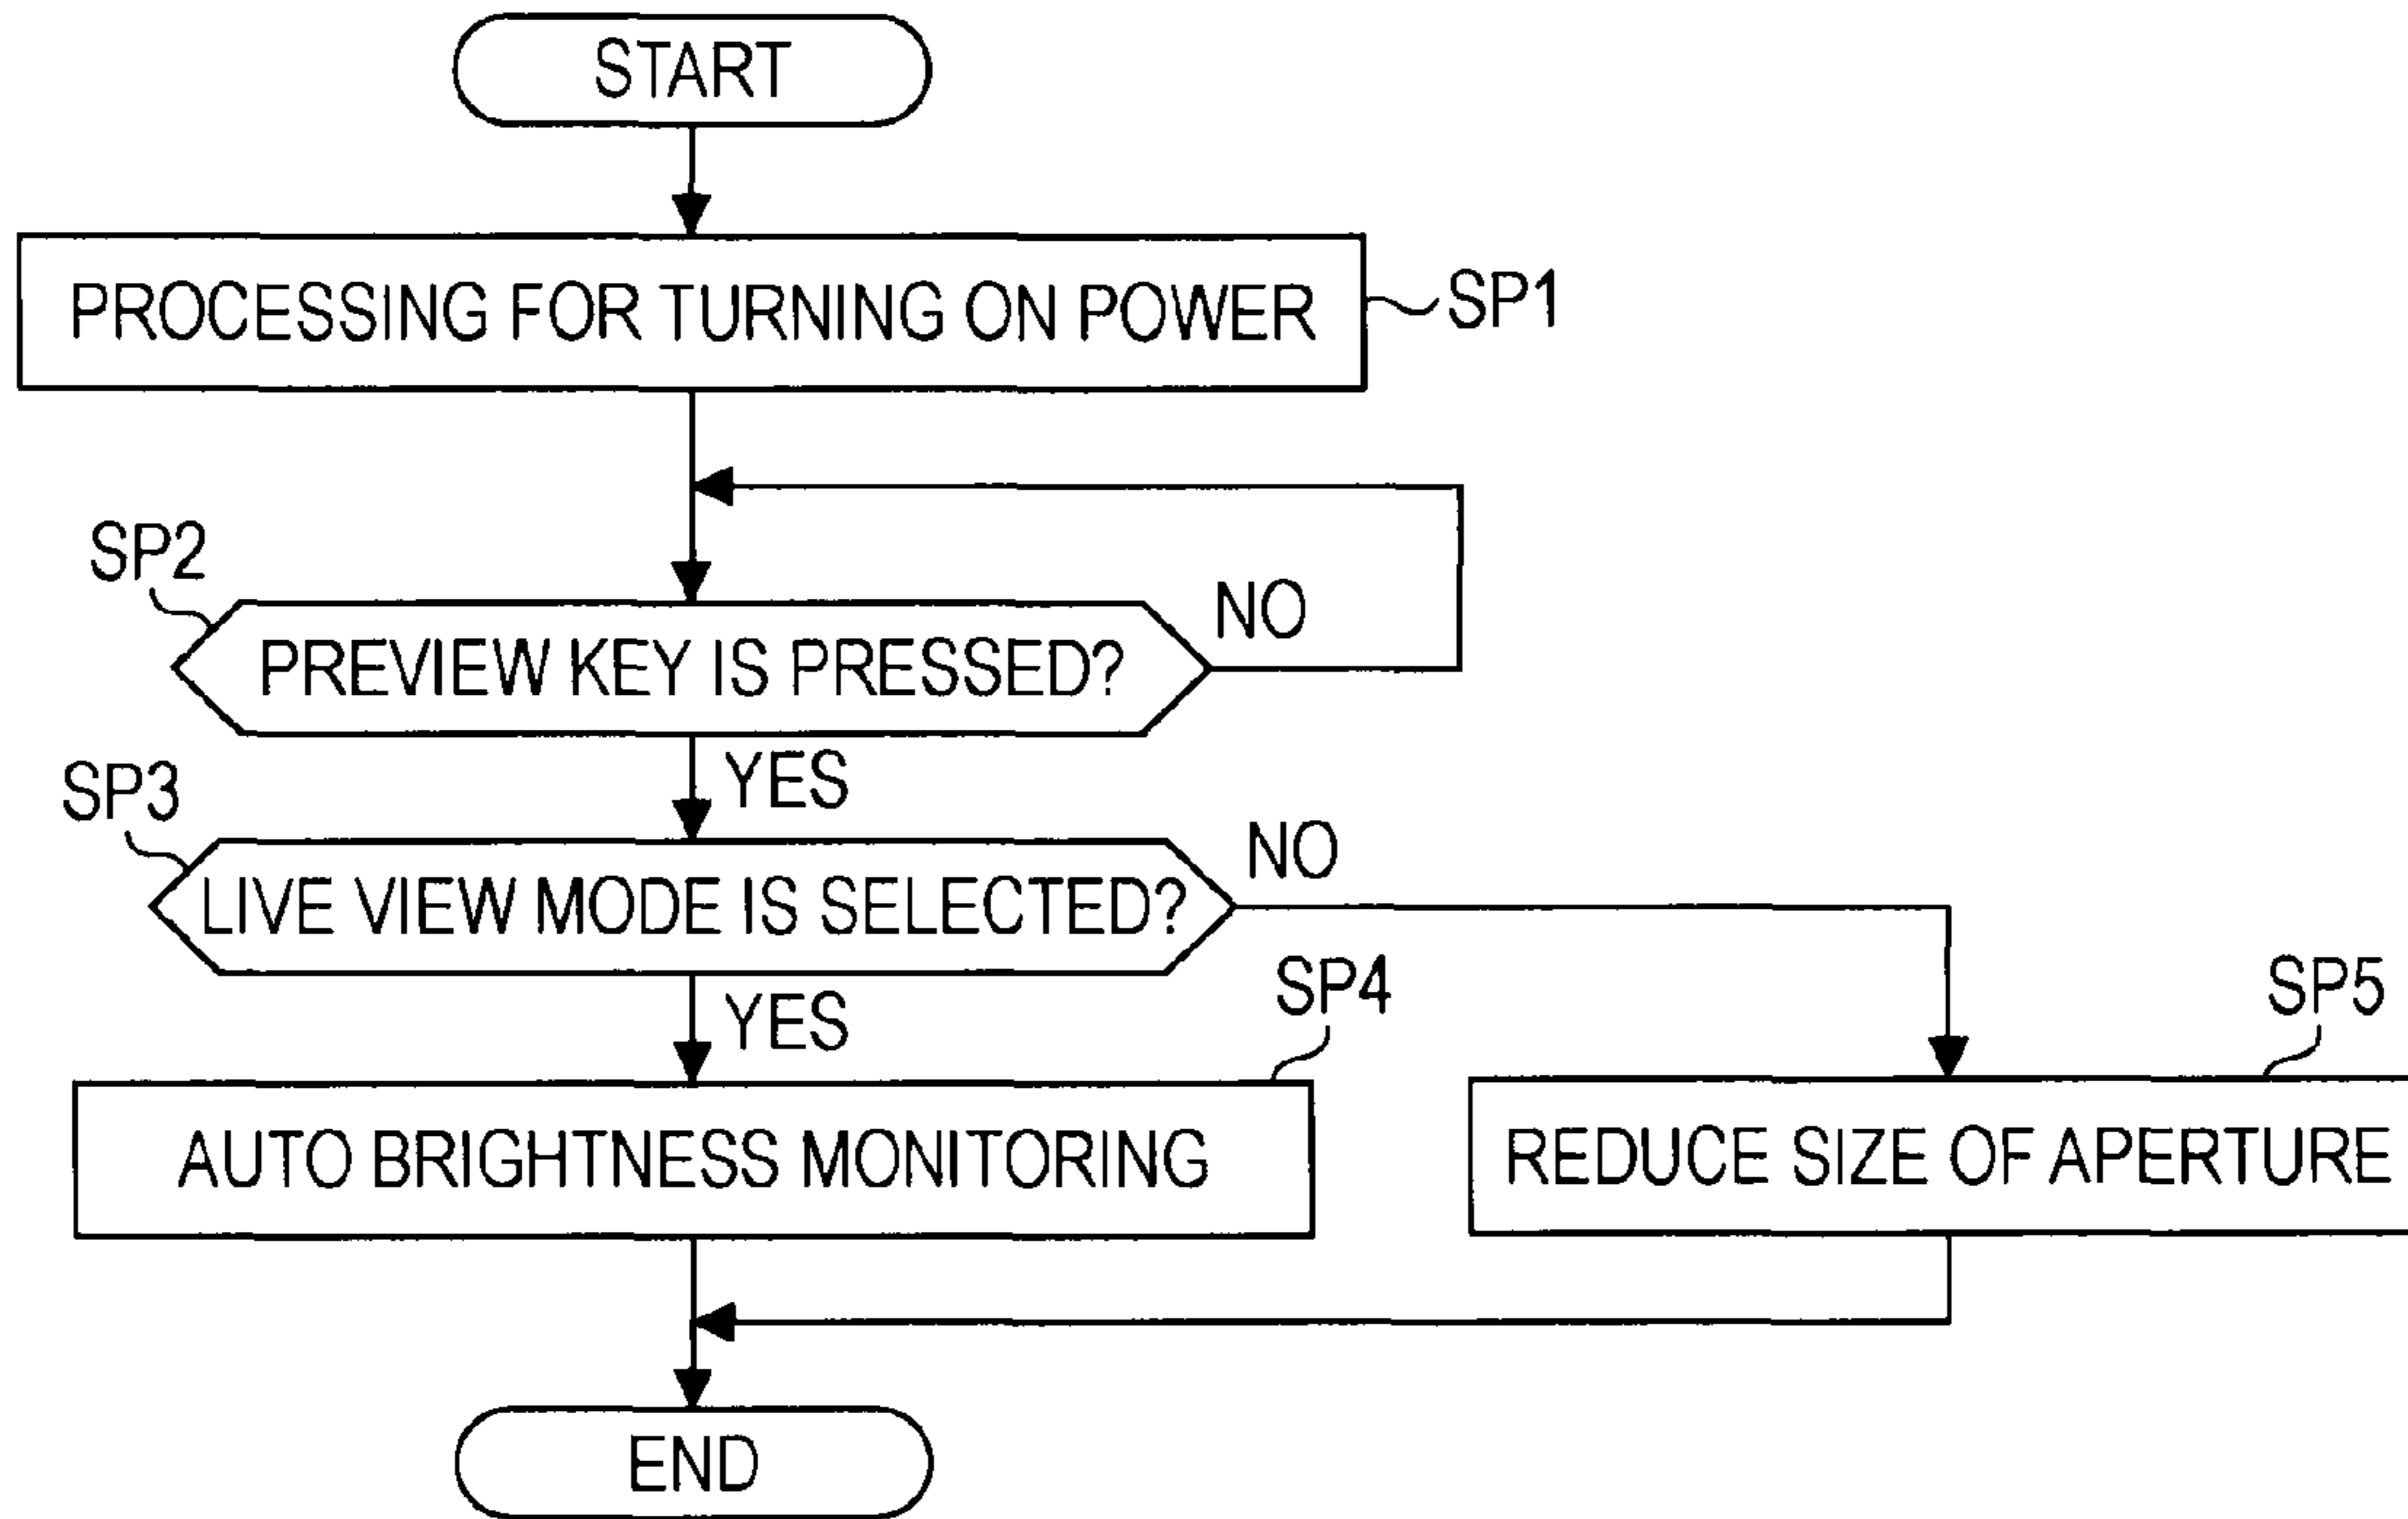 START
PROCESSING FOR TURNING ON POWER
SP1
SP2
PREVIEW KEY IS PRESSED?
NO
YES
SP3
LIVE VIEW MODE IS SELECTED?
NO
YES
SP4
AUTO BRIGHTNESS MONITORING
SP5
REDUCE SIZE OF APERTURE
END